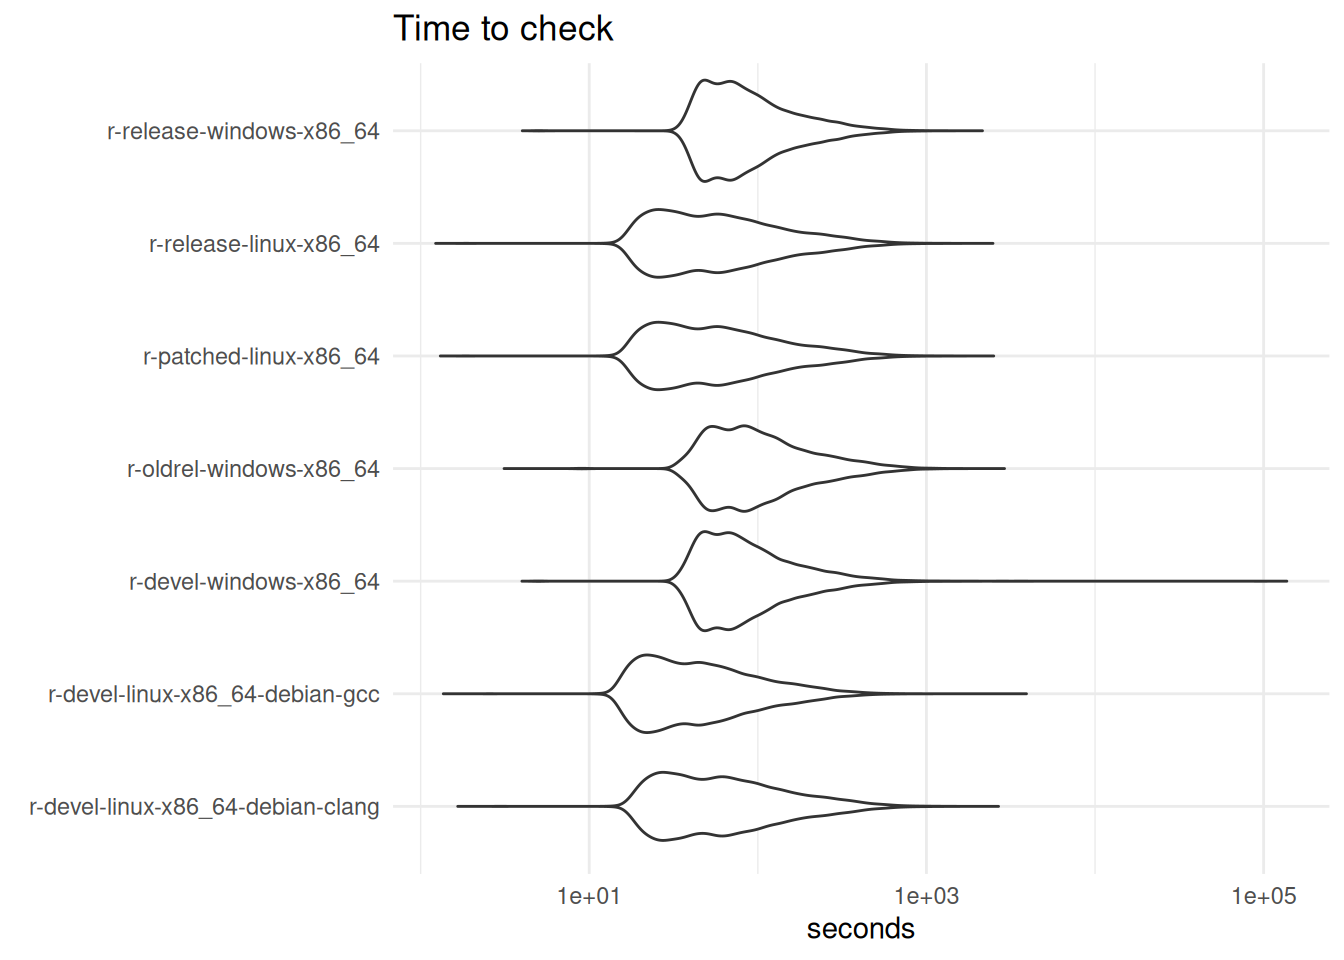 Time to check
r-release-windows-x86_64
r-release-linux-x86_64
r-patched-linux-x86_64
r-oldrel-windows-x86_64
r-devel-windows-x86_64
r-devel-linux-x86_64-debian-gcc
r-devel-linux-x86_64-debian-clang
1e+01 1e+03 1e+05
seconds